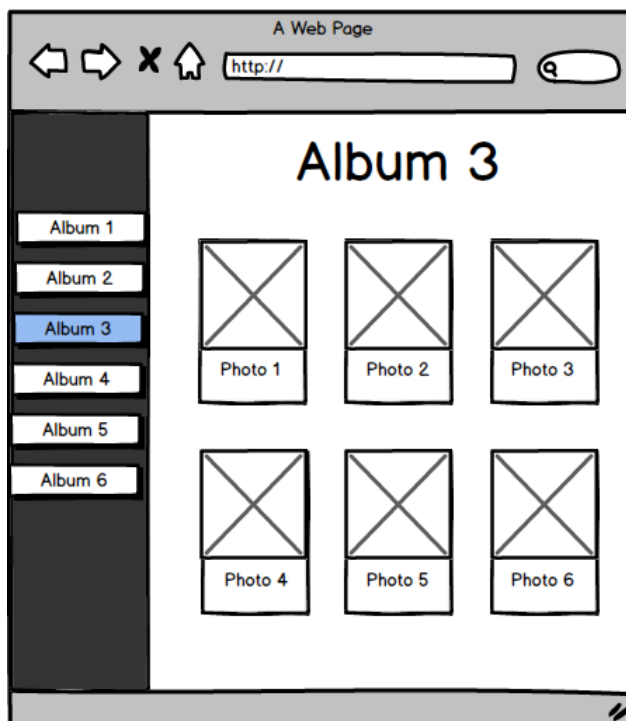 A Web Page
http://
Album 3
Album 1
Album 2
Album 3
Album 4
Album 5
Album 6
Photo 1
Photo 2
Photo 3
Photo 4
Photo 5
Photo 6